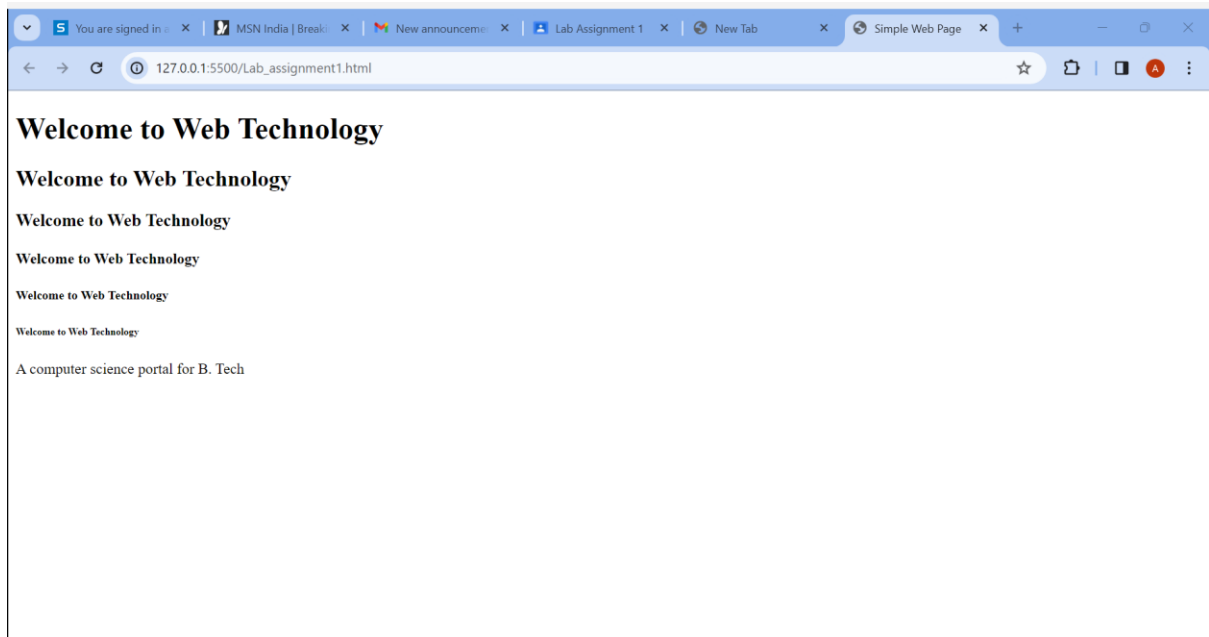 You are signed in a
MSN India | Breaki
New announcemen
Lab Assignment 1
New Tab
Simple Web Page
127.0.0.1:5500/Lab_assignment1.html
A
Welcome to Web Technology
Welcome to Web Technology
Welcome to Web Technology
Welcome to Web Technology
Welcome to Web Technology
Welcome to Web Technology
A computer science portal for B. Tech